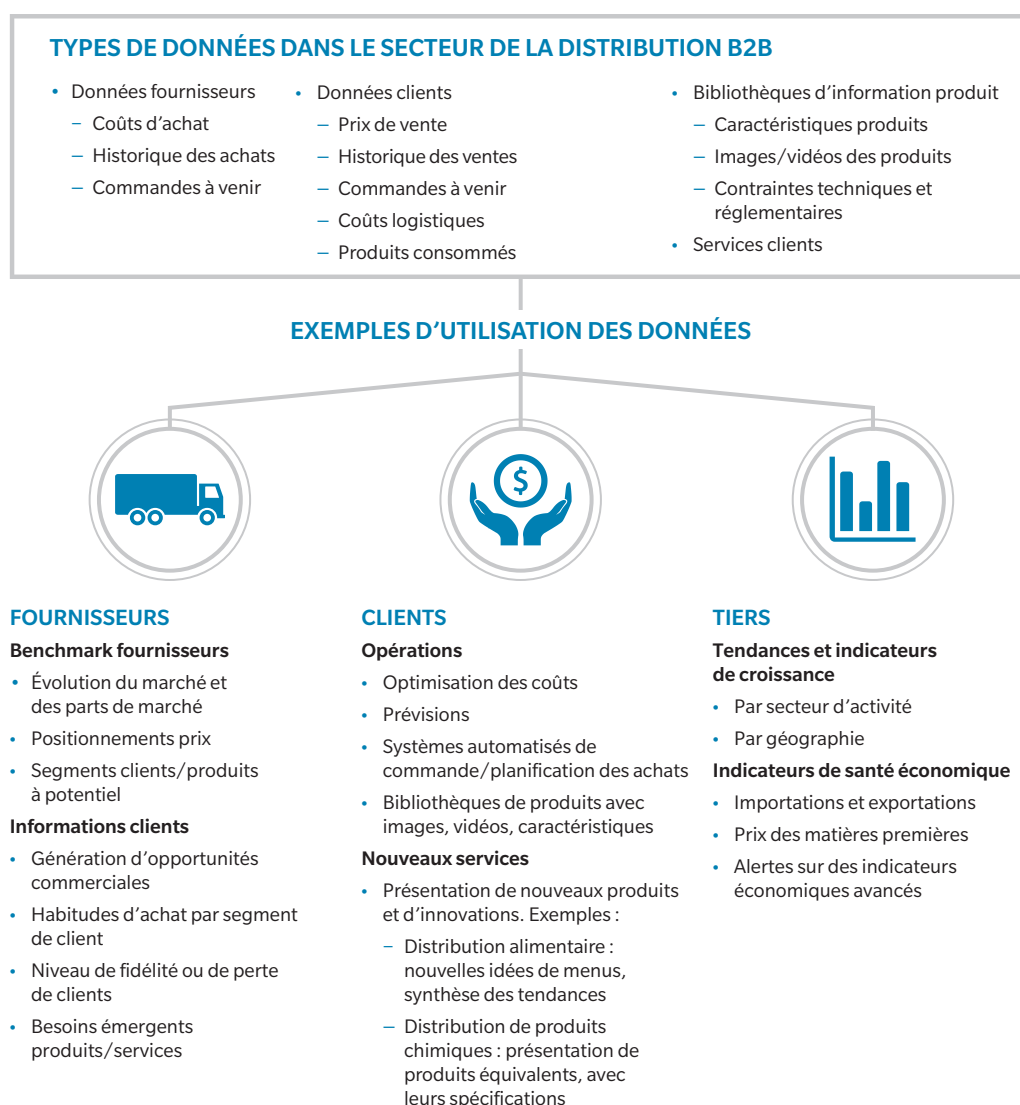 TYPES DE DONNÉES DANS LE SECTEUR DE LA DISTRIBUTION B2B
• Données fournisseurs
– Coûts d'achat
– Historique des achats
– Commandes à venir
• Données clients
– Prix de vente
– Historique des ventes
– Commandes à venir
– Coûts logistiques
– Produits consommés
• Bibliothèques d'information produit
– Caractéristiques produits
– Images/vidéos des produits
– Contraintes techniques et
réglementaires
• Services clients
EXEMPLES D'UTILISATION DES DONNÉES
$
FOURNISSEURS
Benchmark fournisseurs
• Évolution du marché et
des parts de marché
• Positionnements prix
• Segments clients/produits
à potentiel
Informations clients
• Génération d'opportunités
commerciales
• Habitudes d'achat par segment
de client
• Niveau de fidélité ou de perte
de clients
• Besoins émergents
produits/services
CLIENTS
Opérations
• Optimisation des coûts
• Prévisions
• Systèmes automatisés de
commande/planification des achats
• Bibliothèques de produits avec
images, vidéos, caractéristiques
Nouveaux services
• Présentation de nouveaux produits
et d'innovations. Exemples :
– Distribution alimentaire :
nouvelles idées de menus,
synthèse des tendances
– Distribution de produits
chimiques : présentation de
produits équivalents, avec
leurs spécifications
TIERS
Tendances et indicateurs
de croissance
• Par secteur d'activité
• Par géographie
Indicateurs de santé économique
• Importations et exportations
• Prix des matières premières
• Alertes sur des indicateurs
économiques avancés